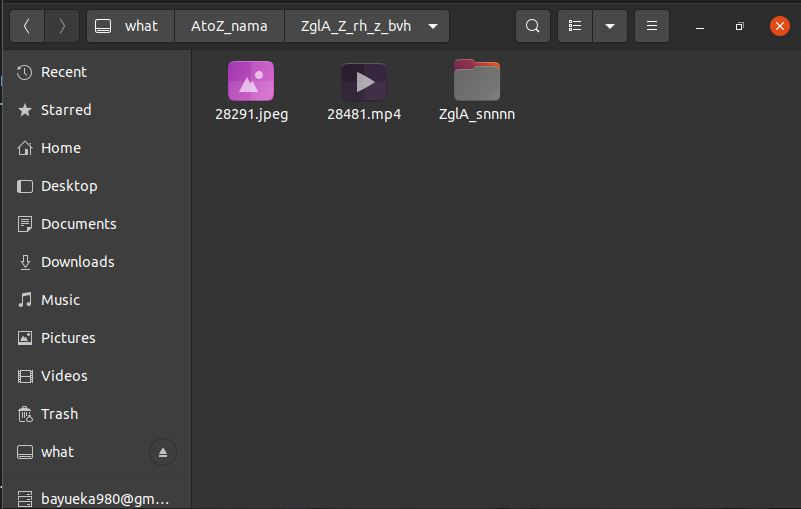 what AtoZ_nama ZglA_Z_rh_z_bvh
Recent
Starred
Home
Desktop
Documents
Downloads
Music
Pictures
Videos
Trash
what
bayueka980@gm...
28291.jpeg 28481.mp4 ZglA_snnnn